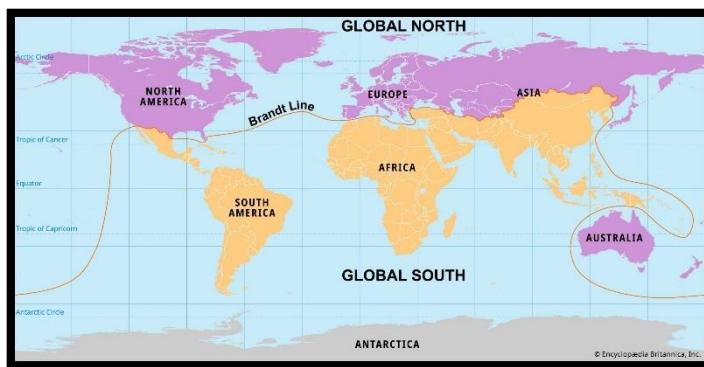 GLOBAL NORTH
Arctic Circle
NORTH
AMERICA
EUROPE
ASIA
Brandt Line
Tropic of Cancer
AFRICA
Equator
SOUTH
AMERICA
Tropic of Capricorn
AUSTRALIA
GLOBAL SOUTH
Antarctic Circle
ANTARCTICA
© Encyclopædia Britannica, Inc.